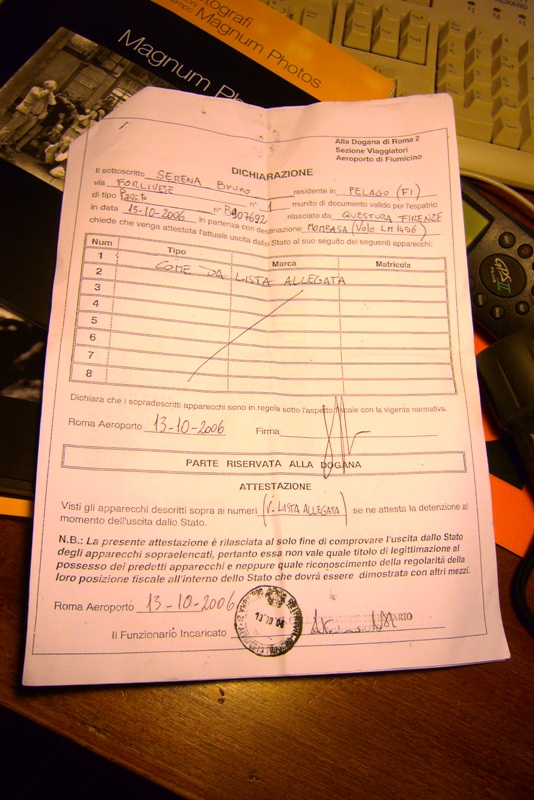 tografi
Magnum Photos
Magnum Ph
Alla Dogana di Roma 2
Sezione Viaggiatori
Aeroporto di Fiumicino
DICHIARAZIONE
Il sottoscritto SERENA BRUNO residente in PELAGO (FI)
via FORLIVESE n° 1 munito di documento valido per l'espatrio
di tipo n° B907692 rilasciato da QUESTURA FIRENZE
in data 13-10-2006 in partenza con destinazione MOMBASA (VOLO LM 1456)
chiede che venga attestata l'attuale uscita dallo Stato al suo seguito dei seguenti apparecchi:
Num Tipo Marca Matricola
1
2 COME DA LISTA ALLEGATA
3
4
5
6
7
8
Dichiara che i sopradescritti apparecchi sono in regola sotto l'aspetto fiscale con la vigente normativa.
Roma Aeroporto 13-10-2006 Firma
PARTE RISERVATA ALLA DOGANA
ATTESTAZIONE
Visti gli apparecchi descritti sopra ai numeri (V. LISTA ALLEGATA) se ne attesta la detenzione al
momento dell'uscita dallo Stato.
N.B.: La presente attestazione è rilasciata al solo fine di comprovare l'uscita dallo Stato
degli apparecchi sopraelencati, pertanto essa non vale quale titolo di legittimazione al
possesso dei predetti apparecchi e neppure quale riconoscimento della regolarità della
loro posizione fiscale all'interno dello Stato che dovrà essere dimostrata con altri mezzi.
Roma Aeroporto 13-10-2006
13 10 06
Il Funzionario Incaricato